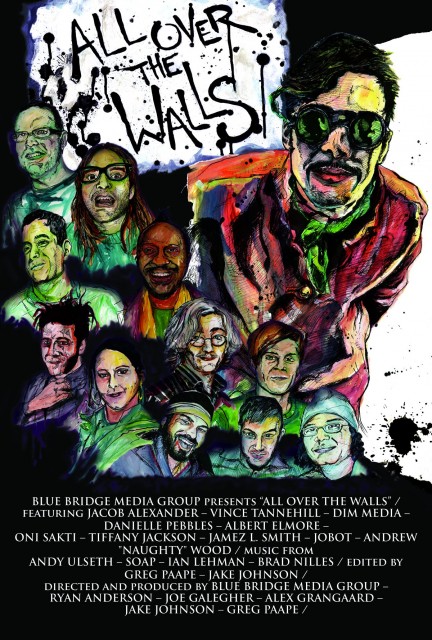 ALL OVER
THE
WALLS
BLUE BRIDGE MEDIA GROUP PRESENTS "ALL OVER THE WALLS" /
FEATURING JACOB ALEXANDER – VINCE TANNEHILL – DIM MEDIA –
DANIELLE PEBBLES – ALBERT ELMORE –
ONI SAKTI – TIFFANY JACKSON – JAMEZ L. SMITH – JOBOT – ANDREW
"NAUGHTY" WOOD / MUSIC FROM
ANDY ULSETH – SOAP – IAN LEHMAN – BRAD NILLES / EDITED BY
GREG PAAPE – JAKE JOHNSON /
DIRECTED AND PRODUCED BY BLUE BRIDGE MEDIA GROUP –
RYAN ANDERSON – JOE GALEGHER – ALEX GRANGAARD –
JAKE JOHNSON – GREG PAAPE /